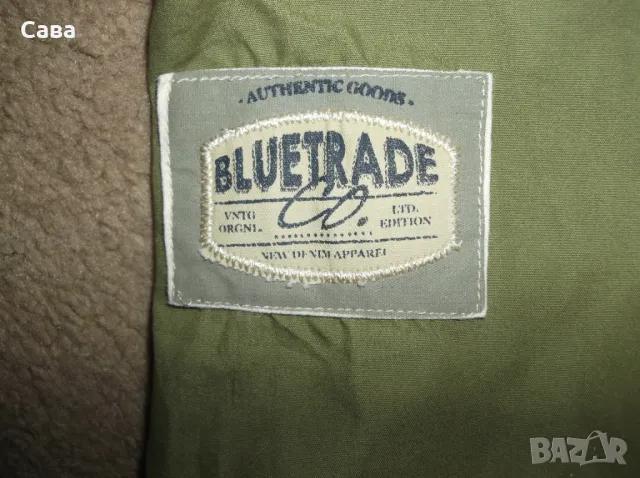 Сава
· AUTHENTIC GOODS ·
BLUETRADE
Co.
VNTG
ORGNL.
LTD.
EDITION
NEW DENIM APPAREL
BAZAR